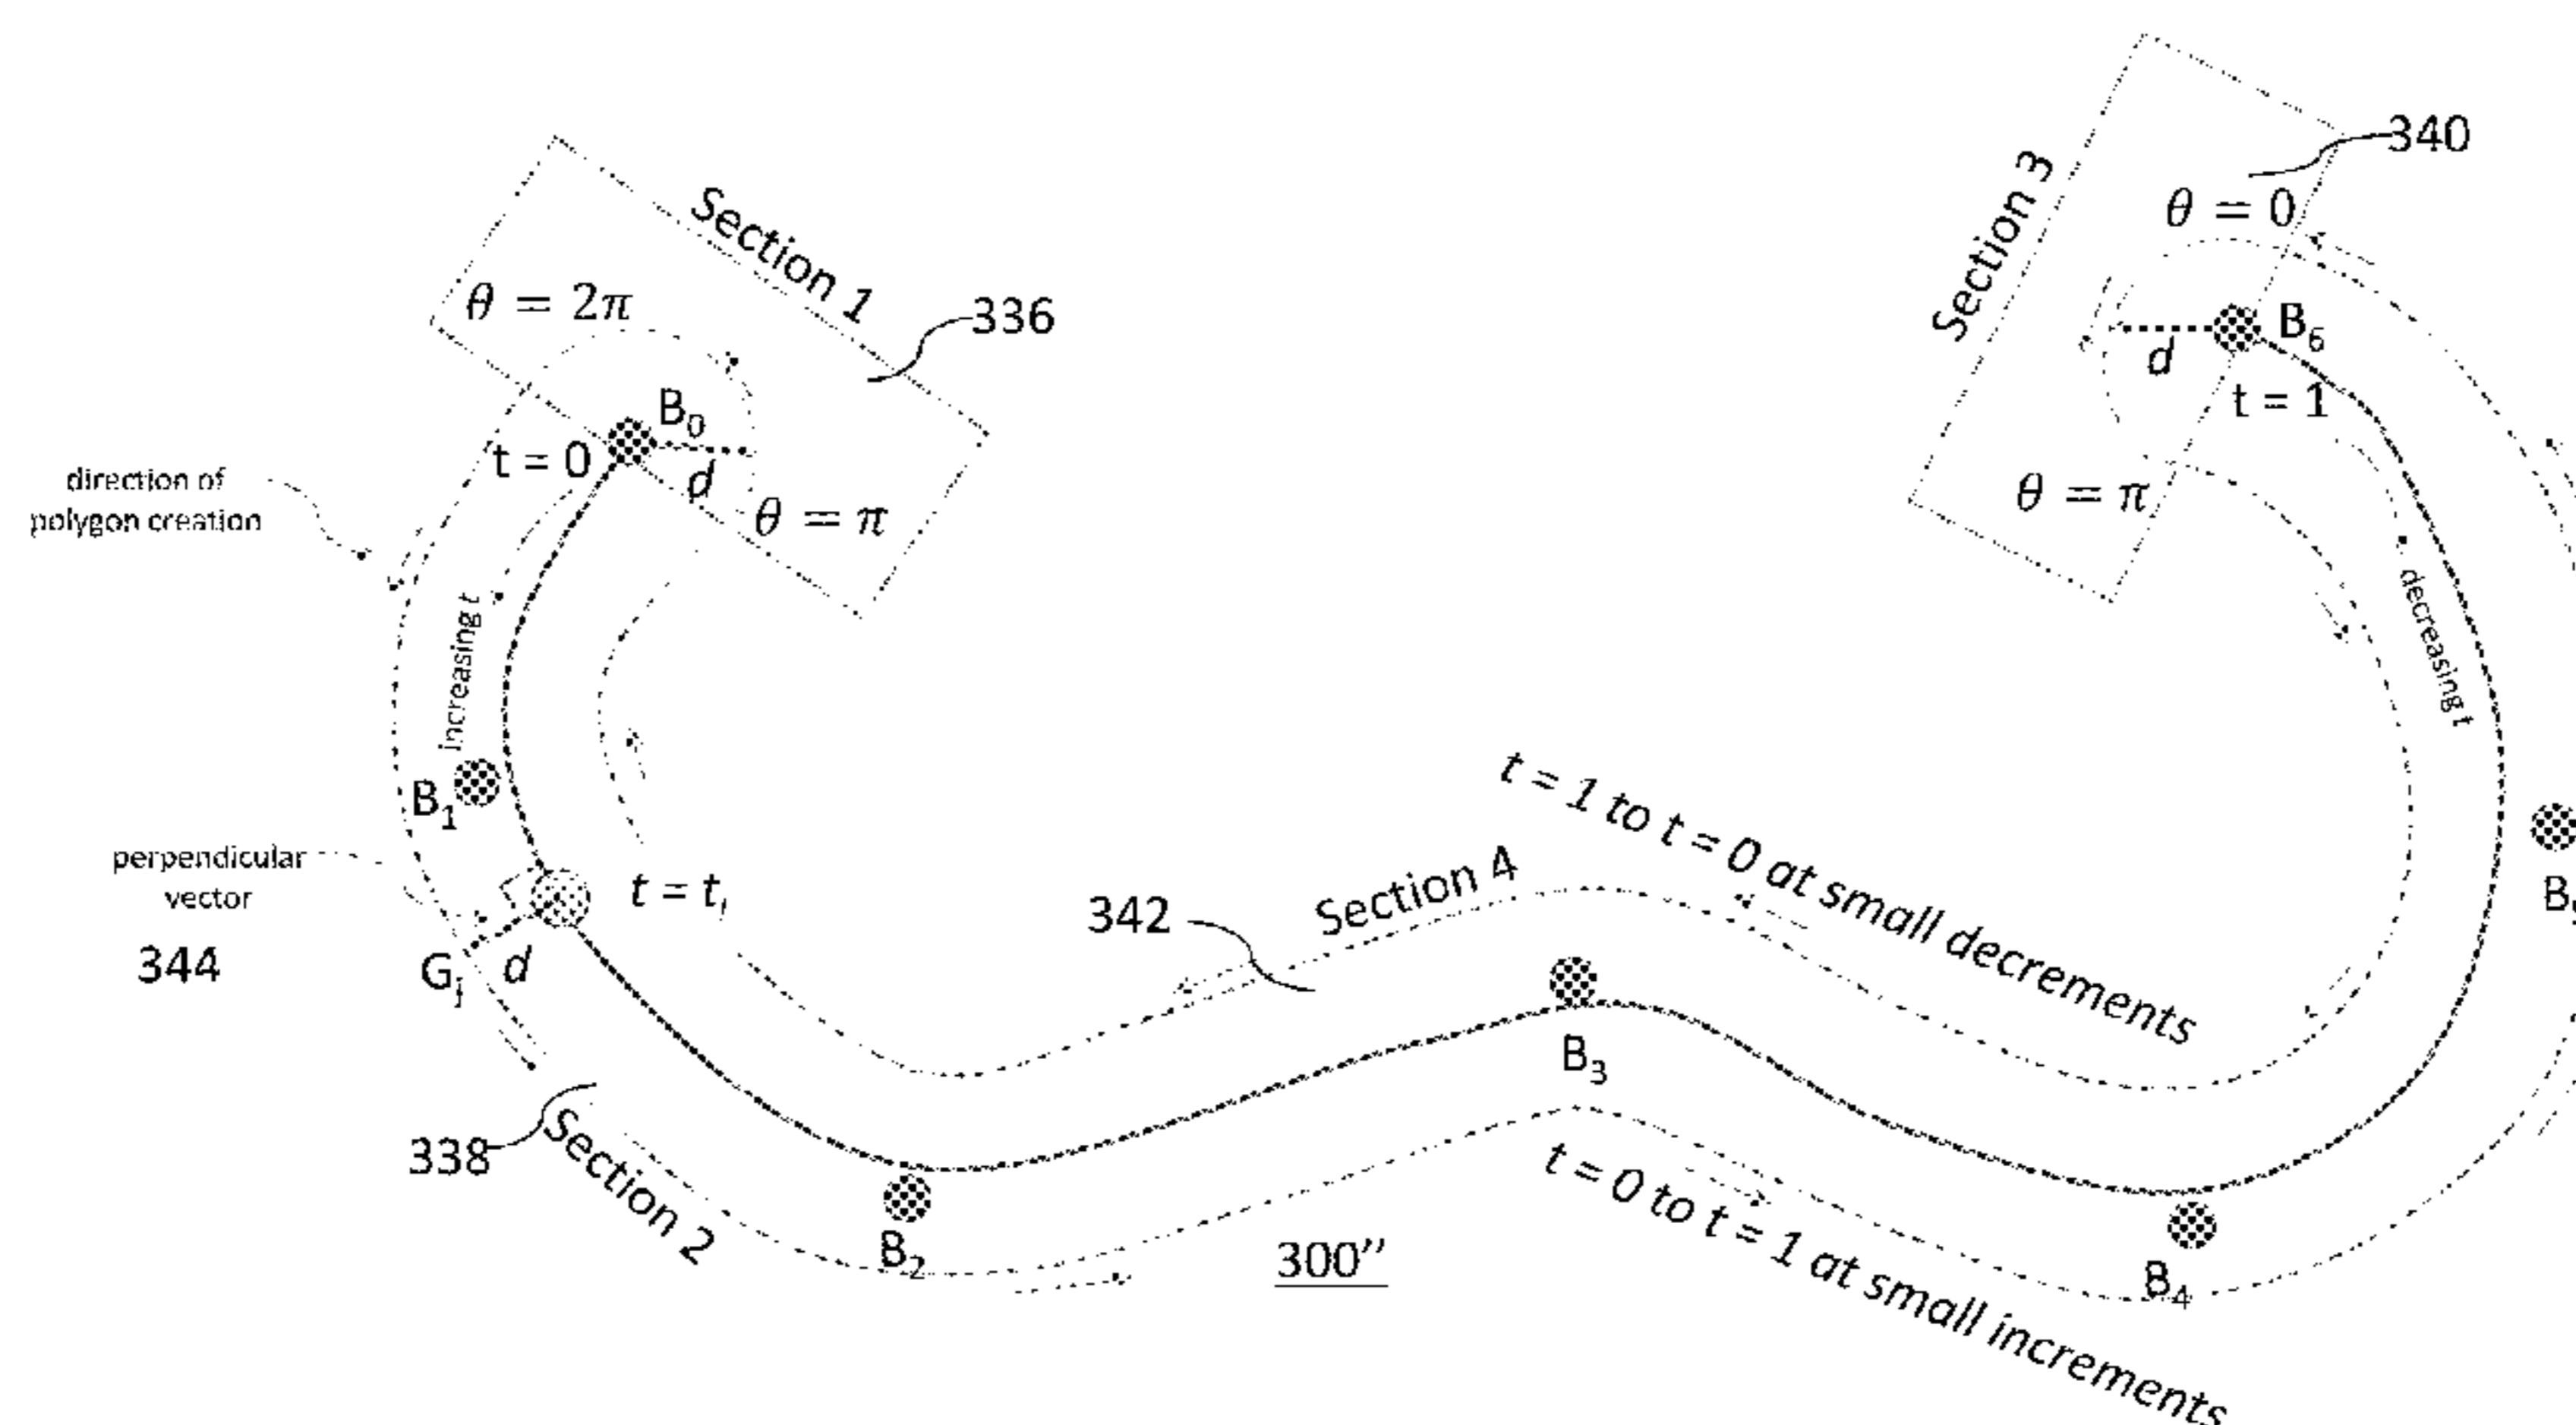 340
Section 3
θ = 0
Section 1
θ = 2π
336
B6
d
t = 1
B0
t = 0
d
θ = π
θ = π
direction of
polygon creation
increasing t
decreasing t
B1
t = 1 to t = 0 at small decrements
perpendicular
vector
344
t = ti
Gj
d
342
Section 4
B3
338
Section 2
B2
300''
t = 0 to t = 1 at small increments
B4